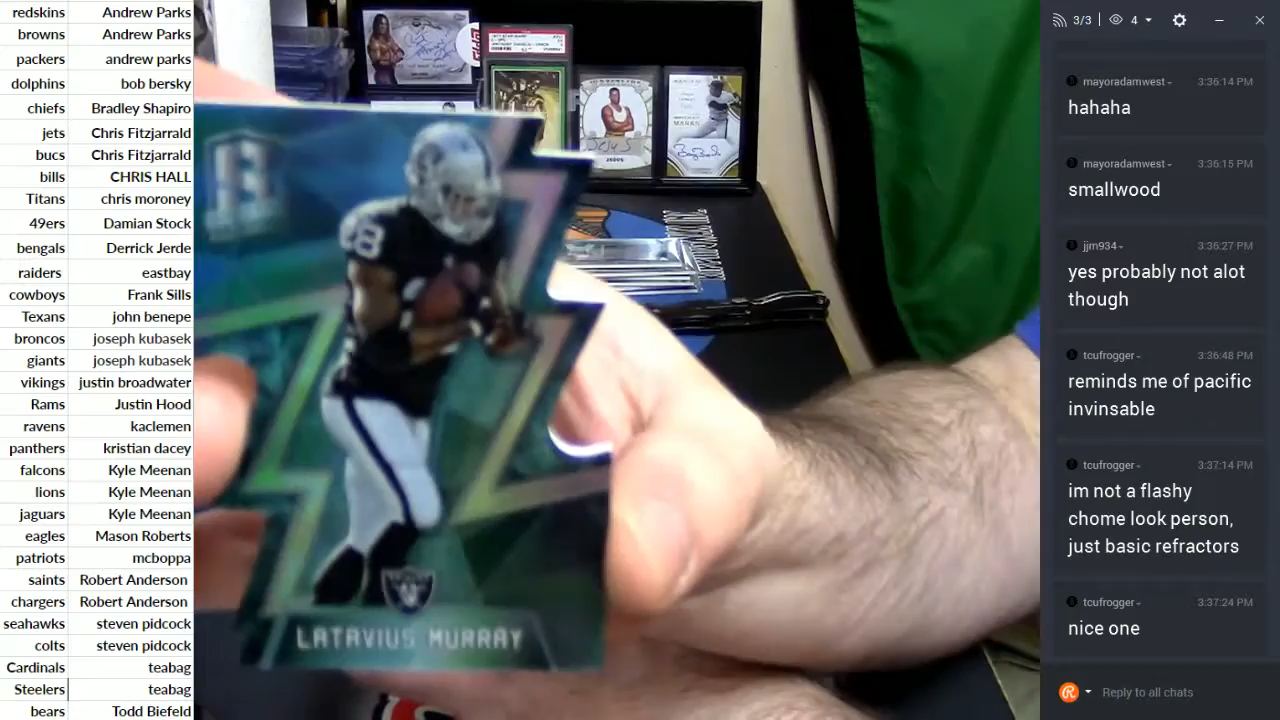 redskins Andrew Parks
browns Andrew Parks
packers andrew parks
dolphins bob bersky
chiefs Bradley Shapiro
jets Chris Fitzjarrald
bucs Chris Fitzjarrald
bills CHRIS HALL
Titans chris moroney
49ers Damian Stock
bengals Derrick Jerde
raiders eastbay
cowboys Frank Sills
Texans john benepe
broncos joseph kubasek
giants joseph kubasek
vikings justin broadwater
Rams Justin Hood
ravens kaclemen
panthers kristian dacey
falcons Kyle Meenan
lions Kyle Meenan
jaguars Kyle Meenan
eagles Mason Roberts
patriots mcboppa
saints Robert Anderson
chargers Robert Anderson
seahawks steven pidcock
colts steven pidcock
Cardinals teabag
Steelers teabag
bears Todd Biefeld
28
LATAVIUS MURRAY
3/3 4
mayoradamwest 3:36:14 PM
hahaha
mayoradamwest 3:36:15 PM
smallwood
jjm934 3:36:27 PM
yes probably not alot
though
tcufrogger 3:36:48 PM
reminds me of pacific
invinsable
tcufrogger 3:37:14 PM
im not a flashy
chome look person,
just basic refractors
tcufrogger 3:37:24 PM
nice one
Reply to all chats